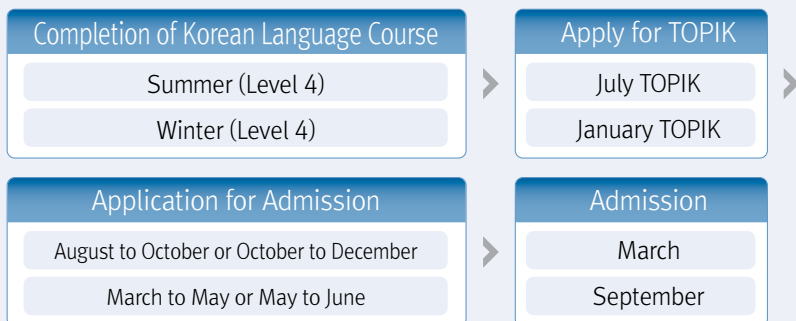 Completion of Korean Language Course
Summer (Level 4)
Winter (Level 4)
Apply for TOPIK
July TOPIK
January TOPIK
Application for Admission
August to October or October to December
March to May or May to June
Admission
March
September